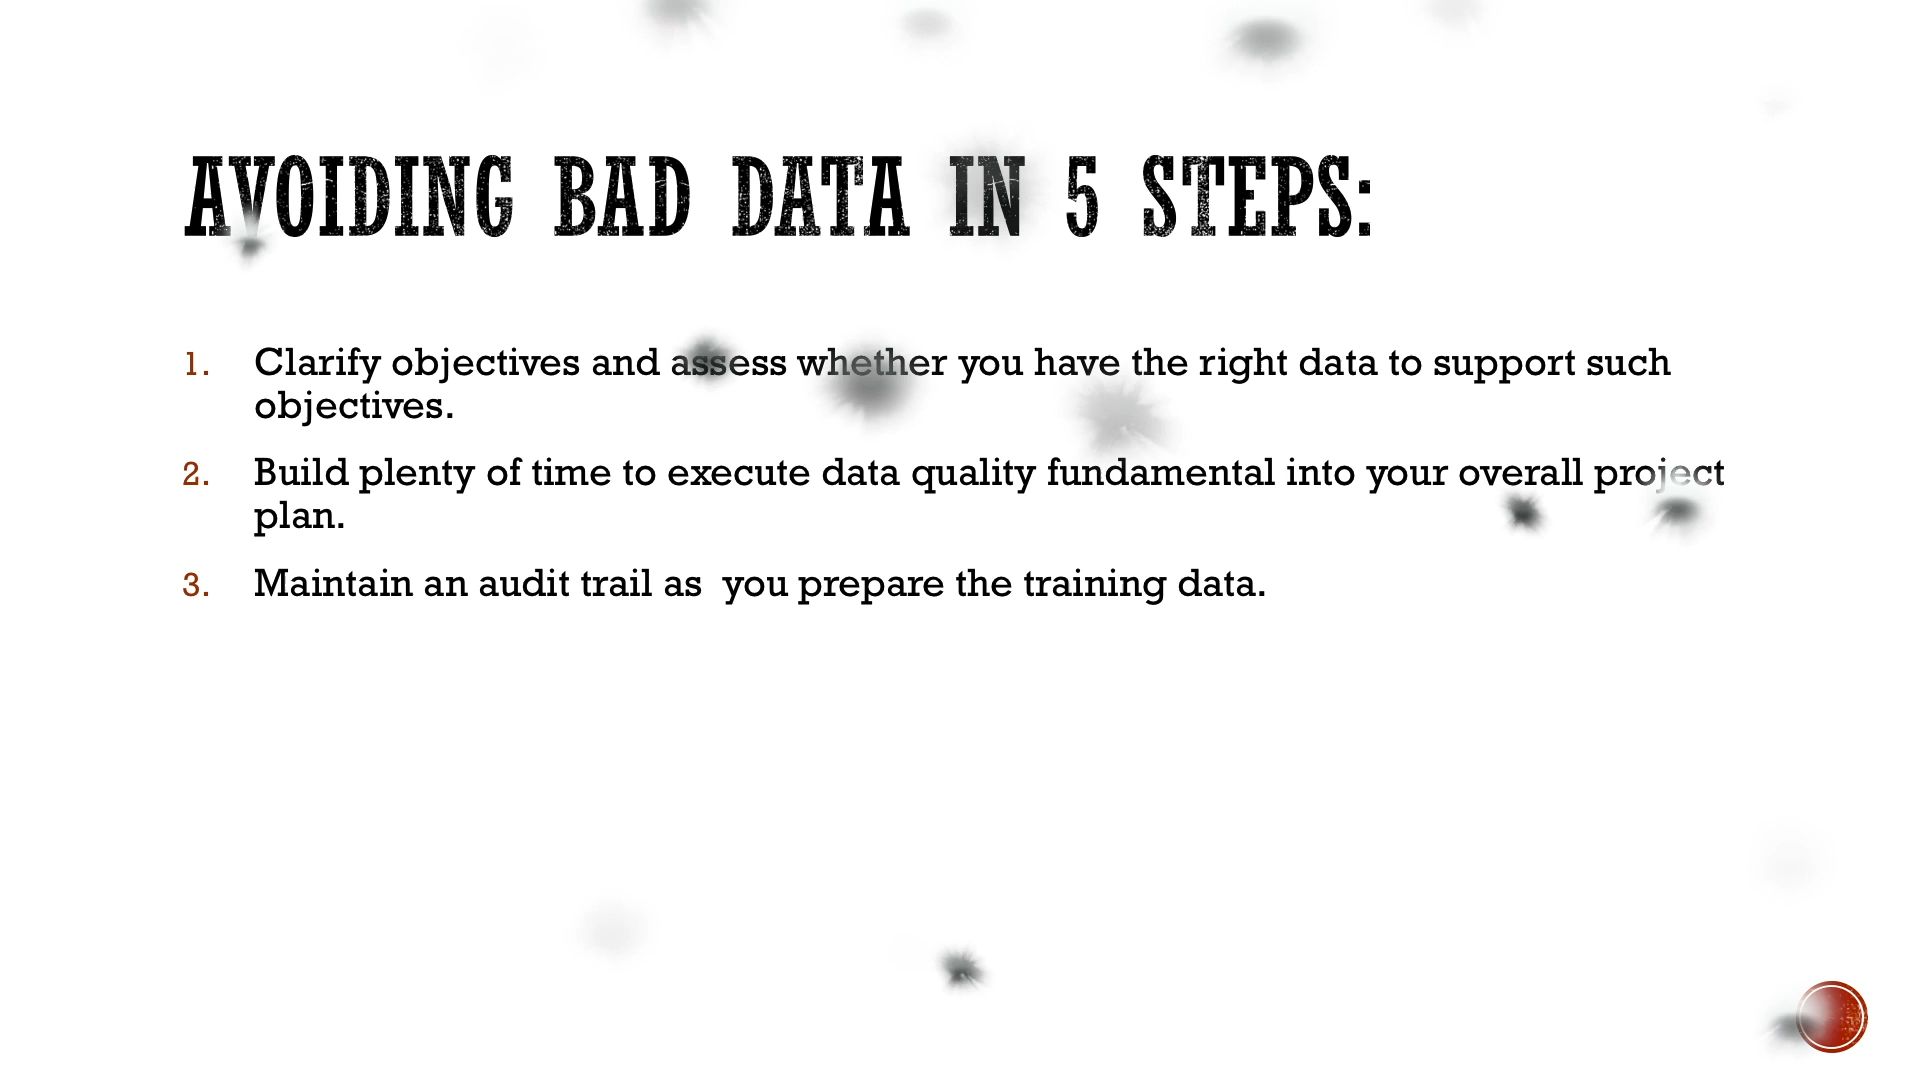 AVOIDING BAD DATA IN 5 STEPS:
1. Clarify objectives and assess whether you have the right data to support such
objectives.
2. Build plenty of time to execute data quality fundamental into your overall project
plan.
3. Maintain an audit trail as  you prepare the training data.